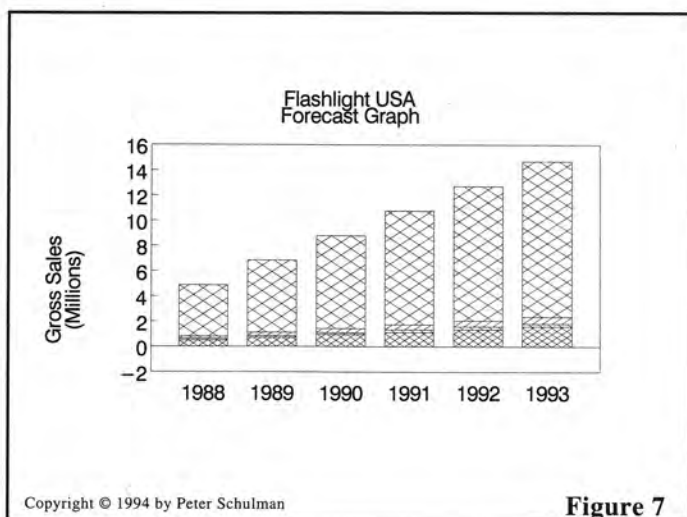 Flashlight USA
Forecast Graph
Gross Sales
(Millions)
16
14
12
10
8
6
4
2
0
−2
1988 1989 1990 1991 1992 1993
Copyright © 1994 by Peter Schulman
Figure 7